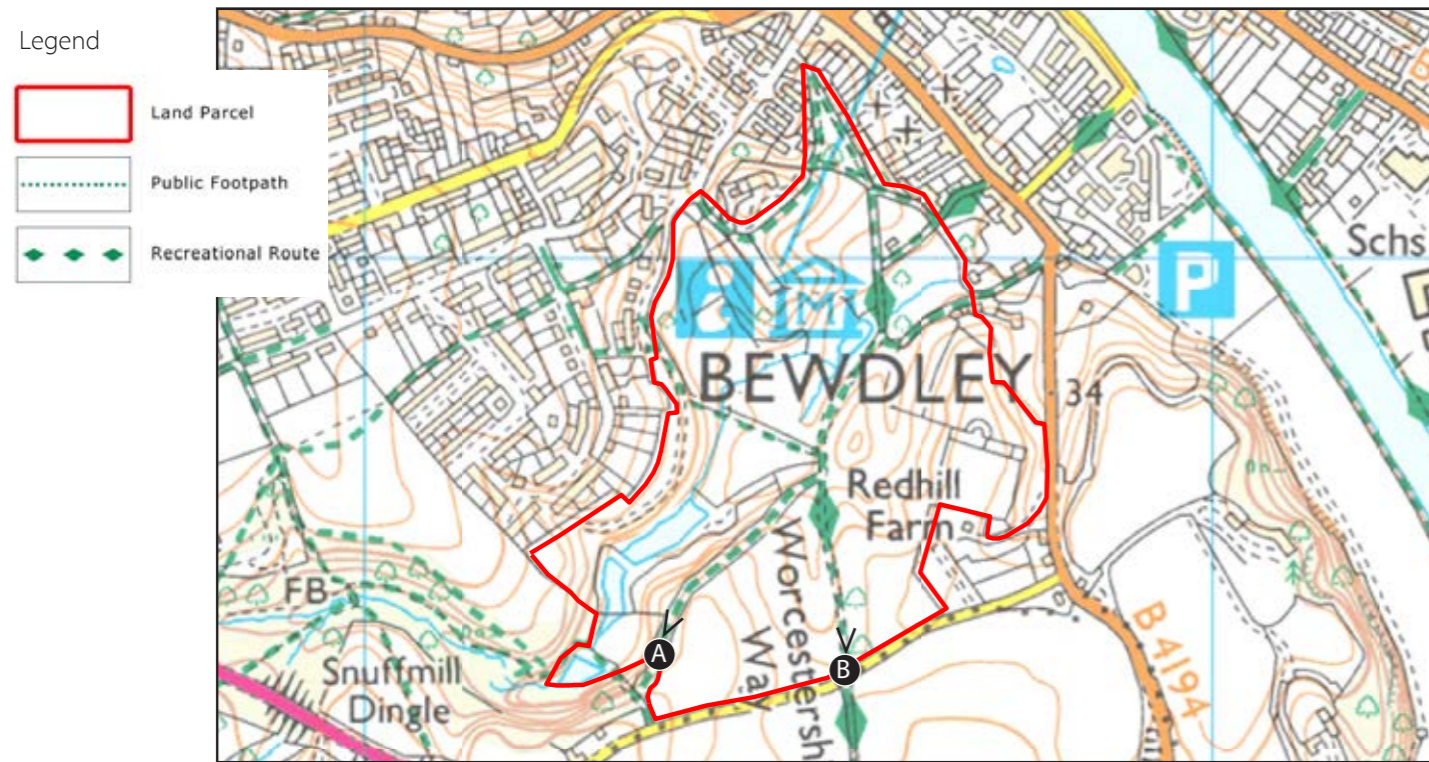 Legend
Land Parcel
Public Footpath
Recreational Route
Schs
P
M
BEWDLEY
34
Redhill
Farm
FB
Worcestersh
Way
Snuffmill
Dingle
A
B
B 4194